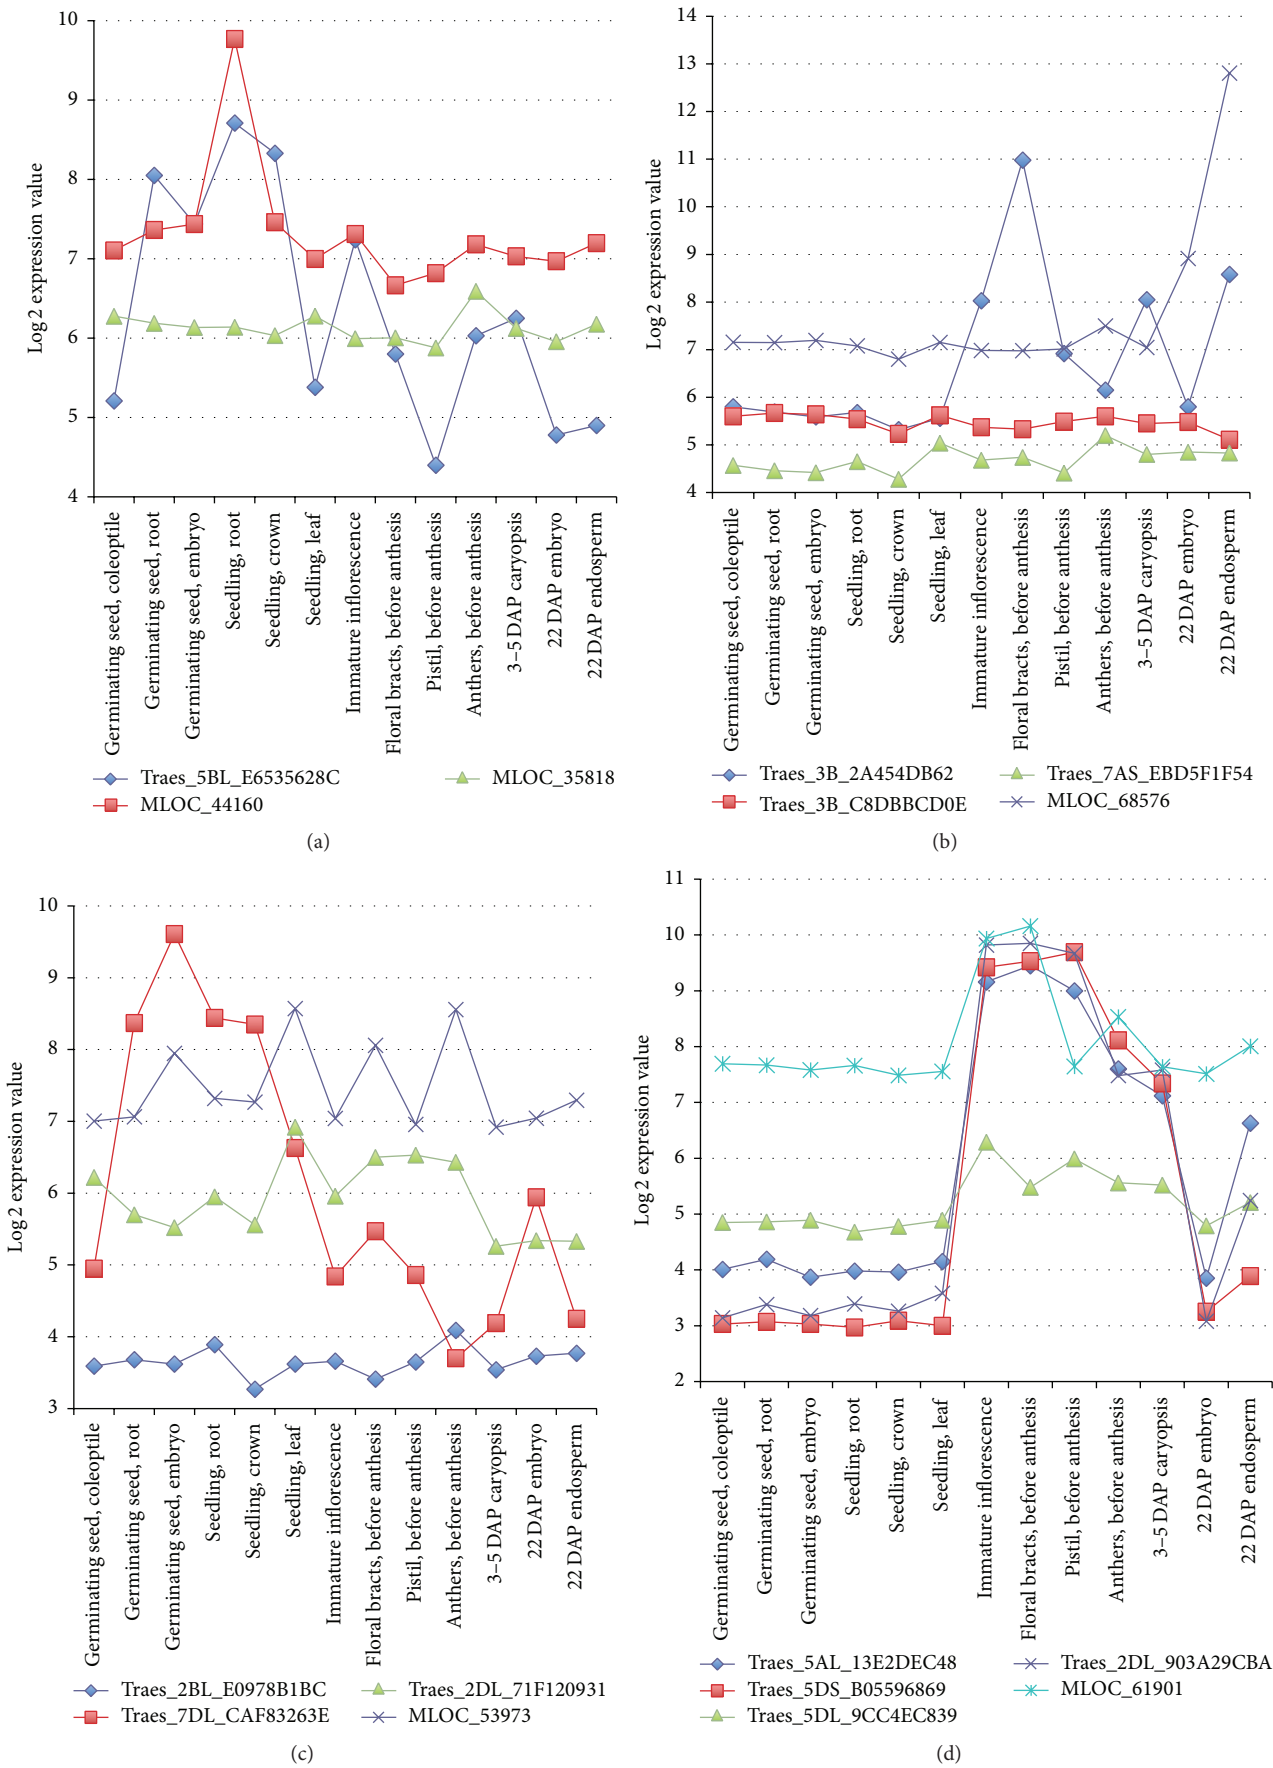 10
9
8
7
6
5
4
Log 2 expression value
Germinating seed, coleoptile
Germinating seed, root
Germinating seed, embryo
Seedling, root
Seedling, crown
Seedling, leaf
Immature inflorescence
Floral bracts, before anthesis
Pistil, before anthesis
Anthers, before anthesis
3–5 DAP caryopsis
22 DAP embryo
22 DAP endosperm
Traes_5BL_E6535628C
MLOC_35818
MLOC_44160
(a)
14
13
12
11
10
9
8
7
6
5
4
Log 2 expression value
Germinating seed, coleoptile
Germinating seed, root
Germinating seed, embryo
Seedling, root
Seedling, crown
Seedling, leaf
Immature inflorescence
Floral bracts, before anthesis
Pistil, before anthesis
Anthers, before anthesis
3–5 DAP caryopsis
22 DAP embryo
22 DAP endosperm
Traes_3B_2A454DB62
Traes_7AS_EBD5F1F54
Traes_3B_C8DBBCD0E
MLOC_68576
(b)
10
9
8
7
6
5
4
3
Log 2 expression value
Germinating seed, coleoptile
Germinating seed, root
Germinating seed, embryo
Seedling, root
Seedling, crown
Seedling, leaf
Immature inflorescence
Floral bracts, before anthesis
Pistil, before anthesis
Anthers, before anthesis
3–5 DAP caryopsis
22 DAP embryo
22 DAP endosperm
Traes_2BL_E0978B1BC
Traes_2DL_71F120931
Traes_7DL_CAF83263E
MLOC_53973
(c)
11
10
9
8
7
6
5
4
3
2
Log 2 expression value
Germinating seed, coleoptile
Germinating seed, root
Germinating seed, embryo
Seedling, root
Seedling, crown
Seedling, leaf
Immature inflorescence
Floral bracts, before anthesis
Pistil, before anthesis
Anthers, before anthesis
3–5 DAP caryopsis
22 DAP embryo
22 DAP endosperm
Traes_5AL_13E2DEC48
Traes_2DL_903A29CBA
Traes_5DS_B05596869
MLOC_61901
Traes_5DL_9CC4EC839
(d)